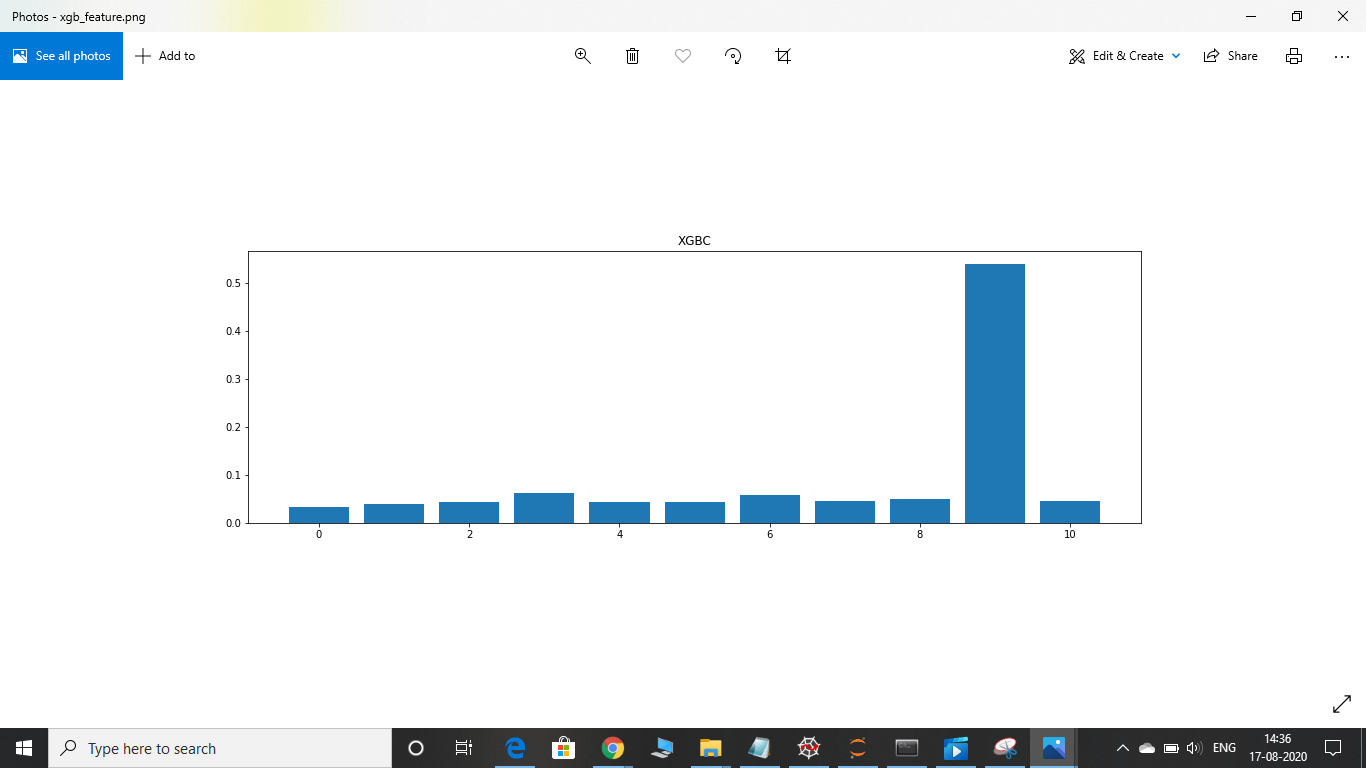 Photos - xgb_feature.png
See all photos
Add to
Edit & Create
Share
XGBC
0.5
0.4
0.3
0.2
0.1
0.0
0 2 4 6 8 10
Type here to search
ENG
14:36
17-08-2020